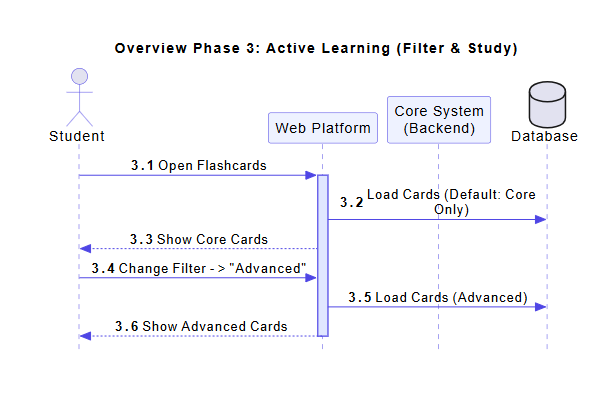 Overview Phase 3: Active Learning (Filter & Study)
Student
Web Platform
Core System
(Backend)
Database
3.1 Open Flashcards
3.2 Load Cards (Default: Core
Only)
3.3 Show Core Cards
3.4 Change Filter - > "Advanced"
3.5 Load Cards (Advanced)
3.6 Show Advanced Cards